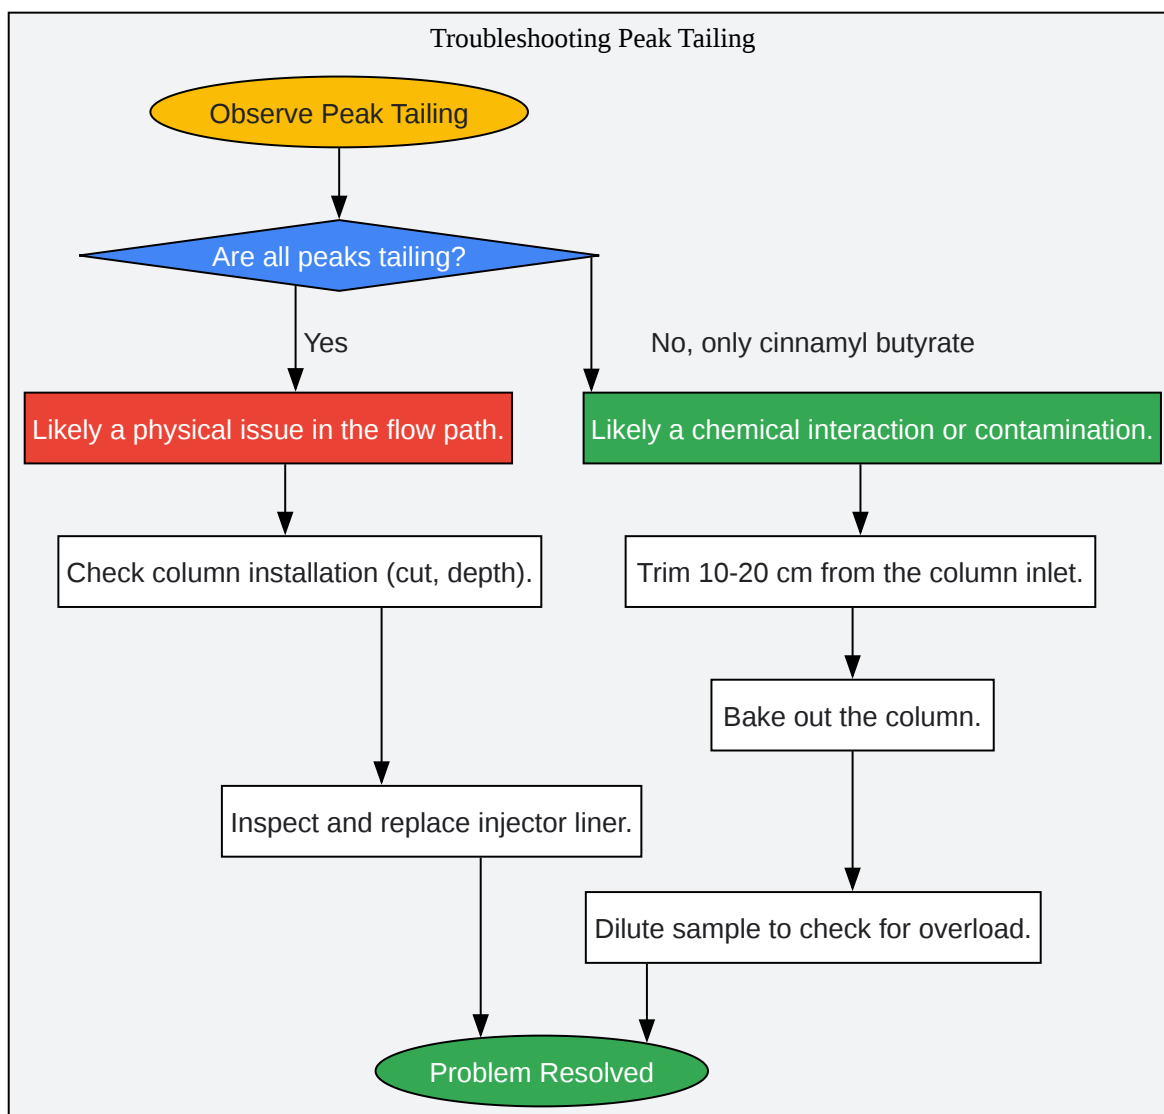 Troubleshooting Peak Tailing
Observe Peak Tailing
Are all peaks tailing?
Yes
No, only cinnamyl butyrate
Likely a physical issue in the flow path.
Likely a chemical interaction or contamination.
Check column installation (cut, depth).
Trim 10-20 cm from the column inlet.
Bake out the column.
Inspect and replace injector liner.
Dilute sample to check for overload.
Problem Resolved